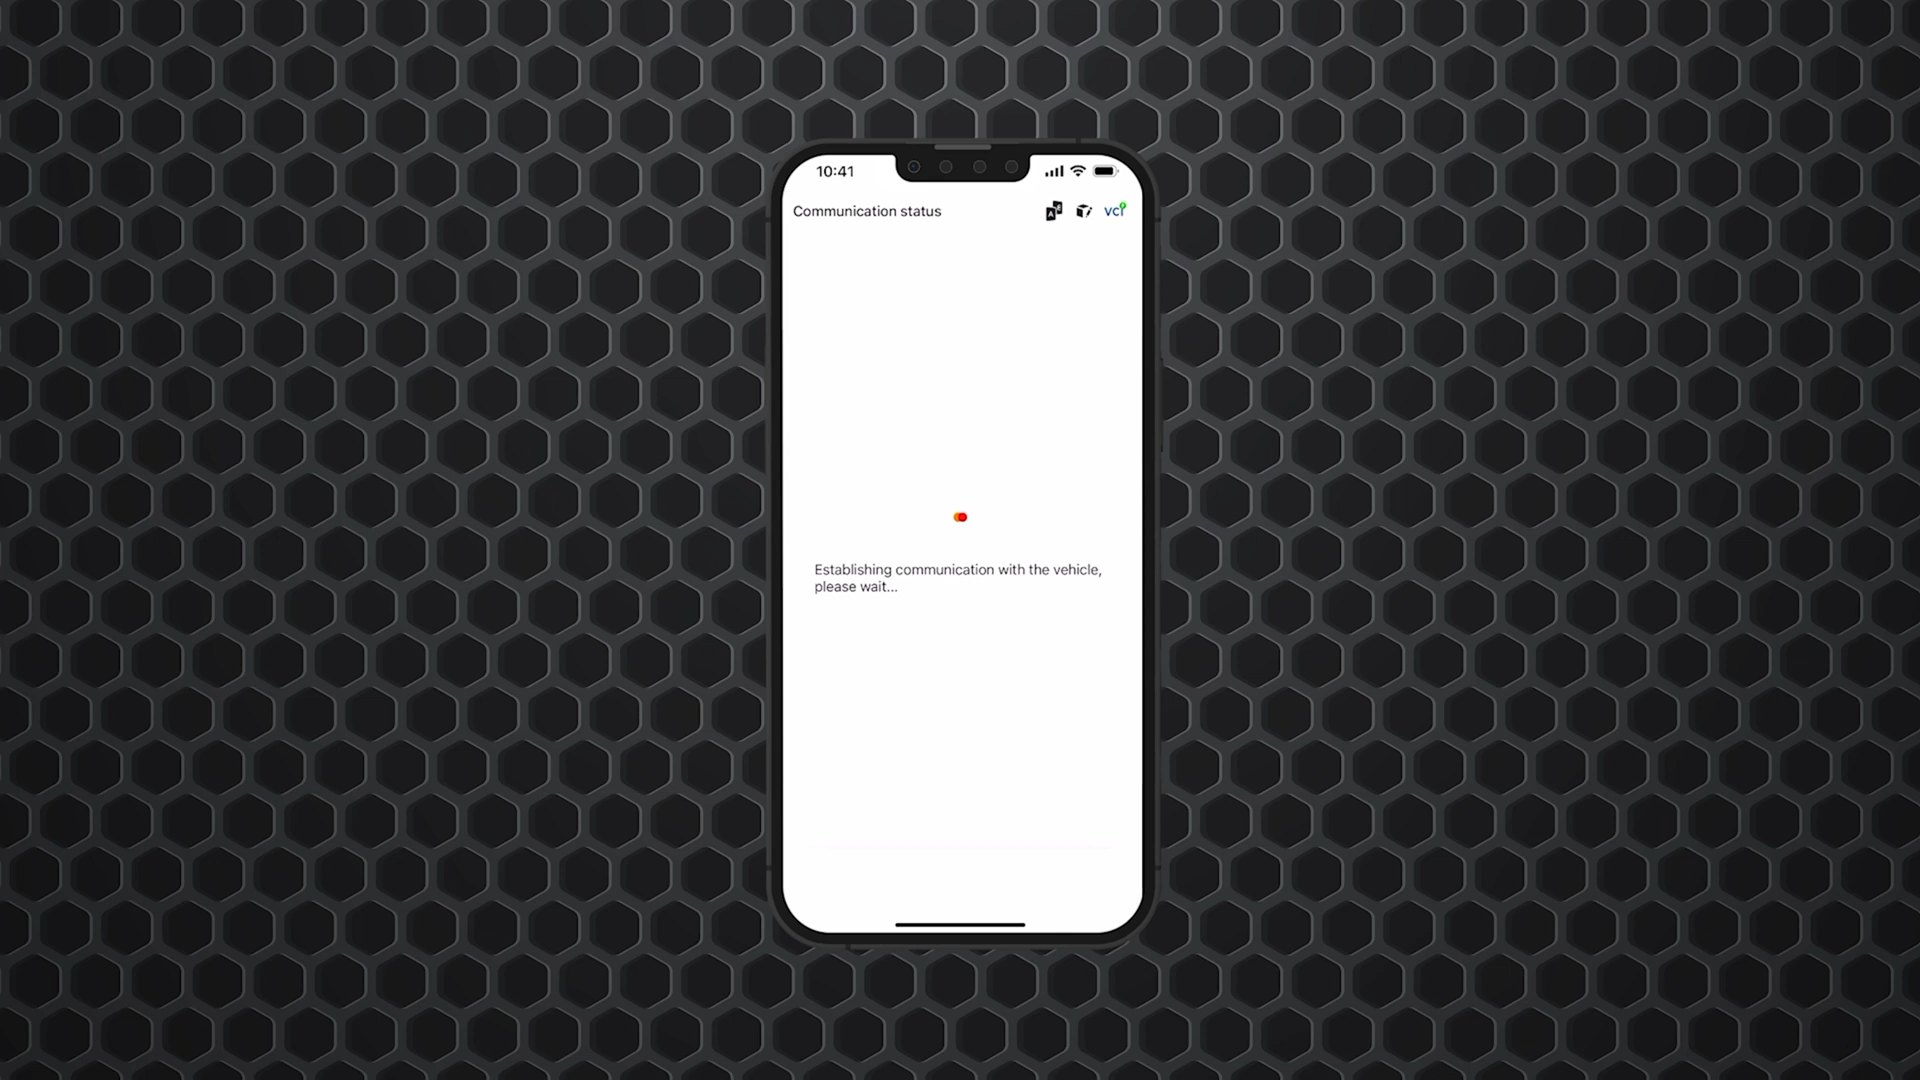 10:41
Communication status
VCI
Establishing communication with the vehicle,
please wait...